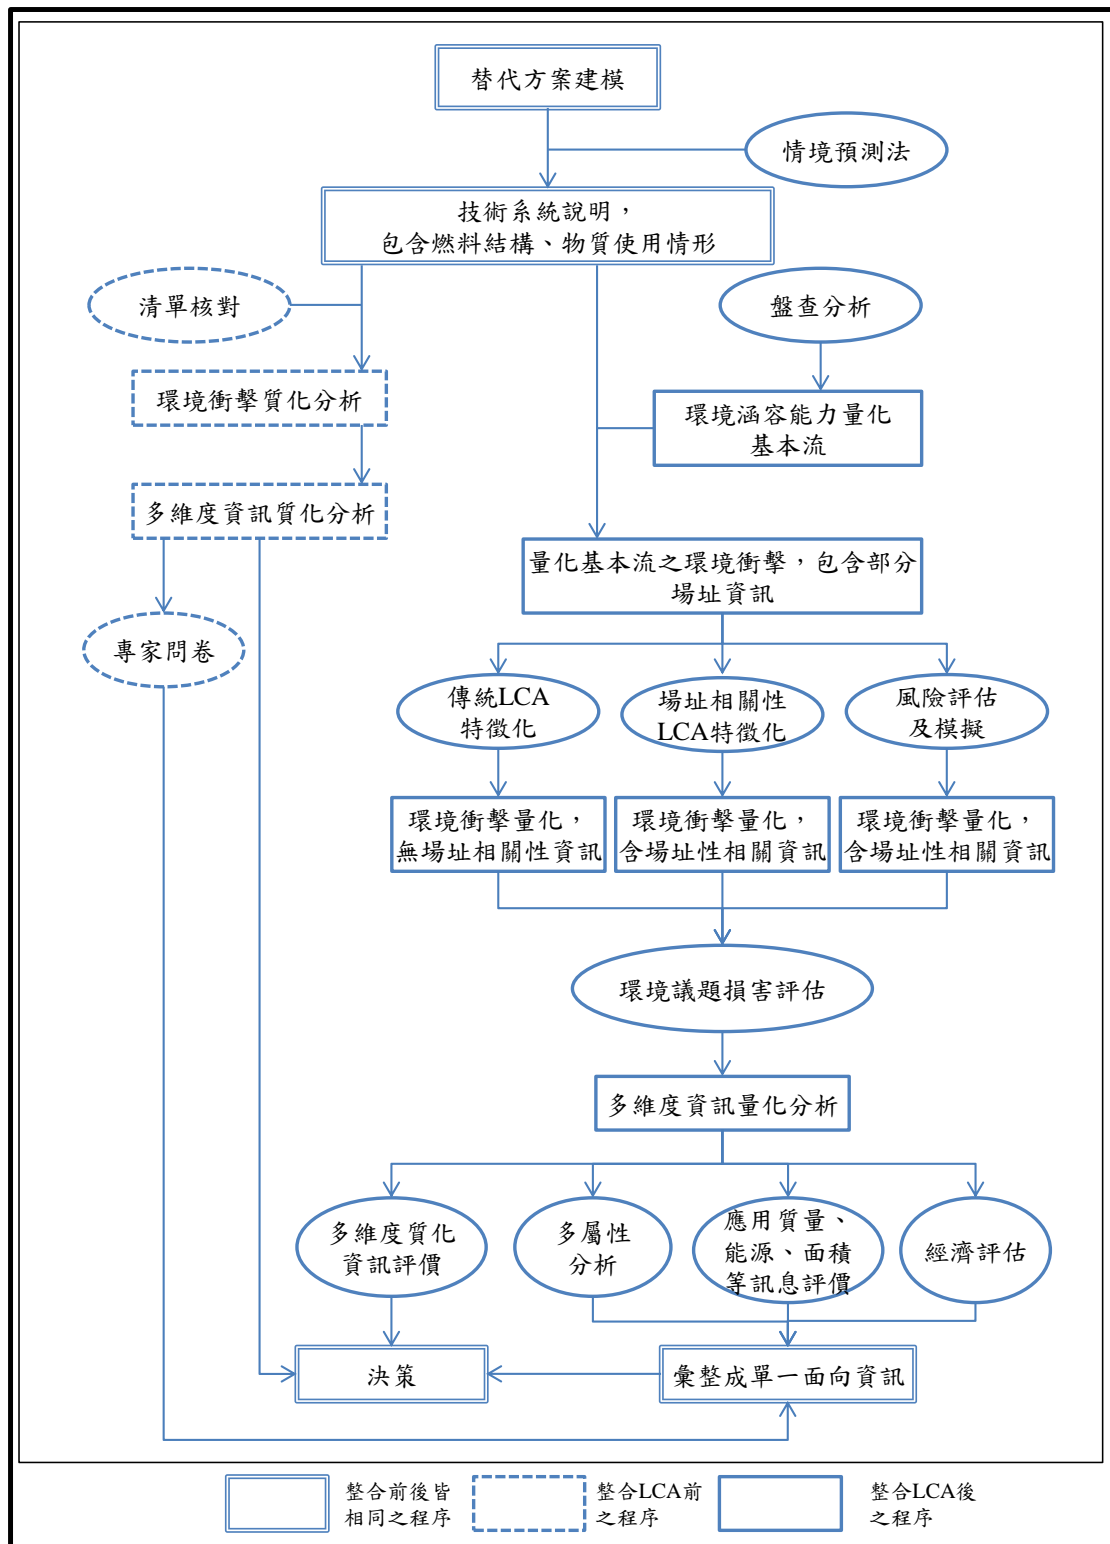 替代方案建模
情境預測法
技術系統說明，
包含燃料結構、物質使用情形
清單核對
盤查分析
環境衝擊質化分析
環境涵容能力量化
基本流
多維度資訊質化分析
量化基本流之環境衝擊，包含部分
場址資訊
專家問卷
傳統LCA
特徵化
場址相關性
LCA特徵化
風險評估
及模擬
環境衝擊量化，
無場址相關性資訊
環境衝擊量化，
含場址性相關資訊
環境衝擊量化，
含場址性相關資訊
環境議題損害評估
多維度資訊量化分析
多維度質化
資訊評價
多屬性
分析
應用質量、
能源、面積
等訊息評價
經濟評估
決策
彙整成單一面向資訊
整合前後皆
相同之程序
整合LCA前
之程序
整合LCA後
之程序